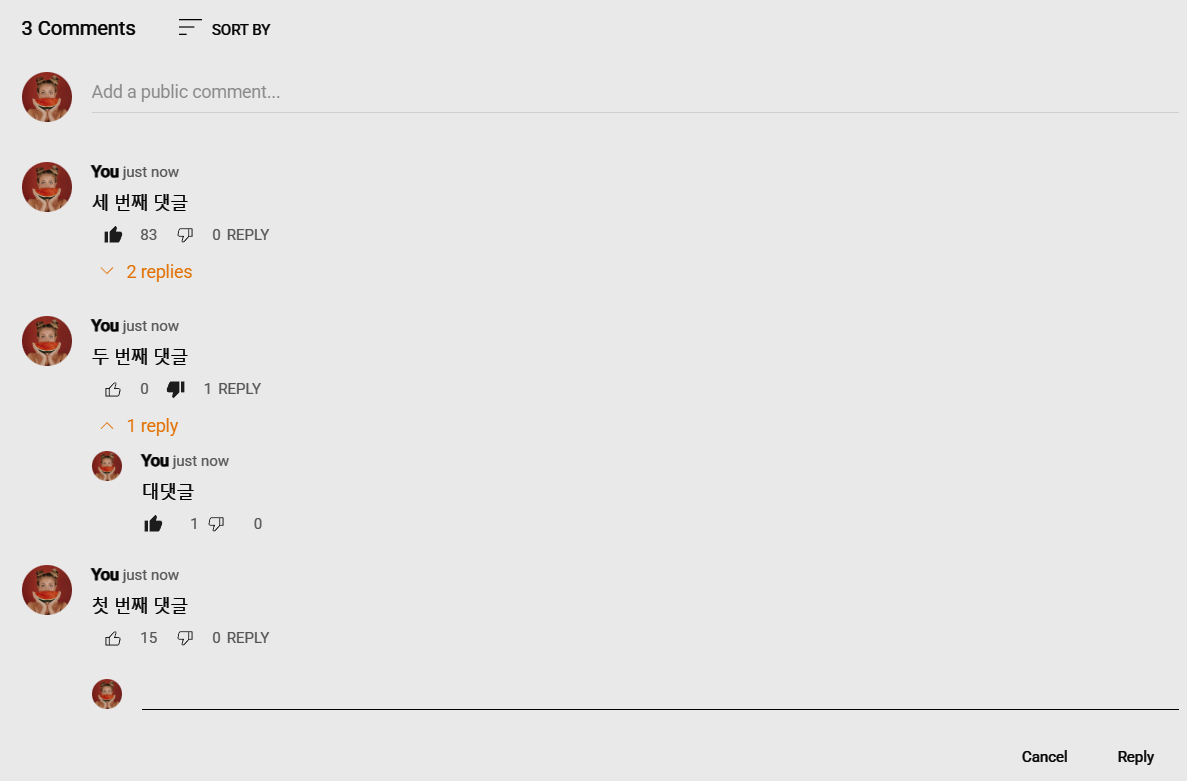 3 Comments SORT BY
Add a public comment...
You just now
세 번째 댓글
83 0 REPLY
2 replies
You just now
두 번째 댓글
0 1 REPLY
1 reply
You just now
대댓글
1 0
You just now
첫 번째 댓글
15 0 REPLY
Cancel Reply